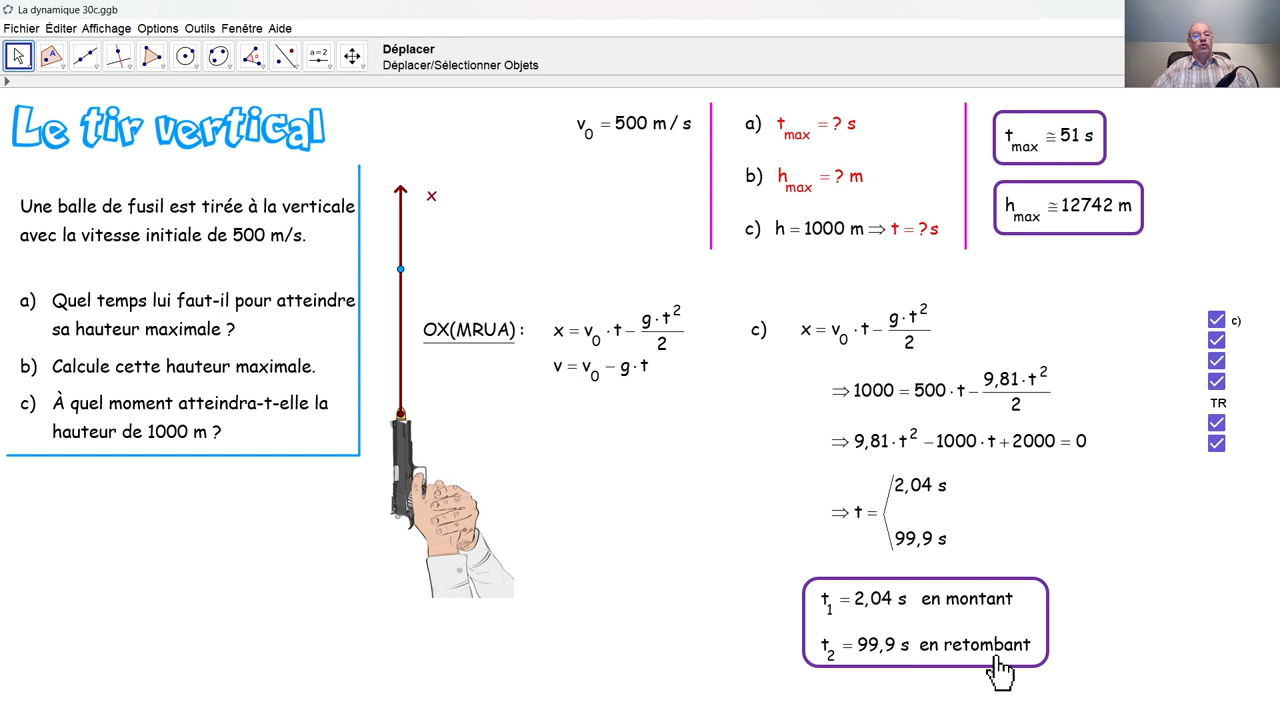 La dynamique 30c.ggb
Fichier Éditer Affichage Options Outils Fenêtre Aide
A
a=2
Déplacer
Déplacer/Sélectionner Objets
Le tir vertical
Une balle de fusil est tirée à la verticale
avec la vitesse initiale de 500 m/s.
a) Quel temps lui faut-il pour atteindre
sa hauteur maximale ?
b) Calcule cette hauteur maximale.
c) À quel moment atteindra-t-elle la
hauteur de 1000 m ?
x
v₀ = 500 m / s
a) t_max = ? s
b) h_max = ? m
c) h = 1000 m ⇒ t = ? s
t_max ≅ 51 s
h_max ≅ 12742 m
OX(MRUA) : x = v₀ · t − g · t² / 2
v = v₀ − g · t
c) x = v₀ · t − g · t² / 2
⇒ 1000 = 500 · t − 9,81 · t² / 2
⇒ 9,81 · t² − 1000 · t + 2000 = 0
2,04 s
⇒ t =
99,9 s
t₁ = 2,04 s en montant
t₂ = 99,9 s en retombant
c)
TR